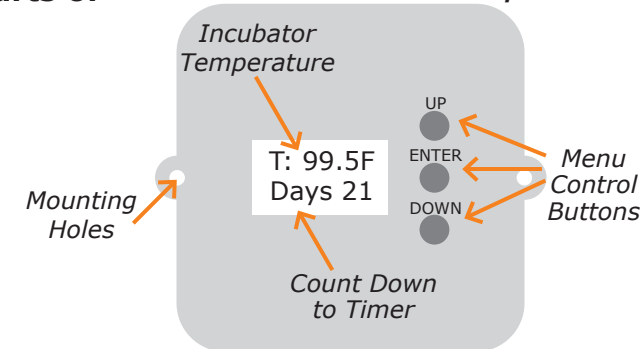 Incubator
Temperature
UP
T: 99.5F
Days 21
ENTER
DOWN
Menu
Control
Buttons
Mounting
Holes
Count Down
to Timer